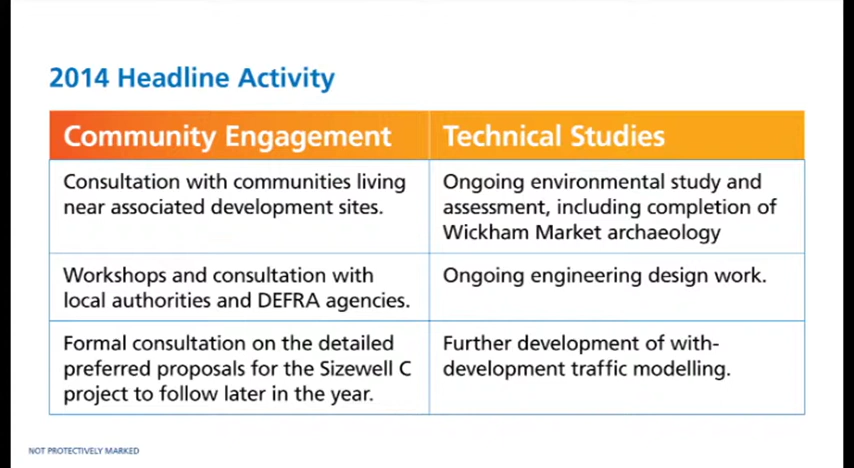 2014 Headline Activity
Community Engagement
Technical Studies
Consultation with communities living
near associated development sites.
Ongoing environmental study and
assessment, including completion of
Wickham Market archaeology
Workshops and consultation with
local authorities and DEFRA agencies.
Ongoing engineering design work.
Formal consultation on the detailed
preferred proposals for the Sizewell C
project to follow later in the year.
Further development of with-
development traffic modelling.
NOT PROTECTIVELY MARKED